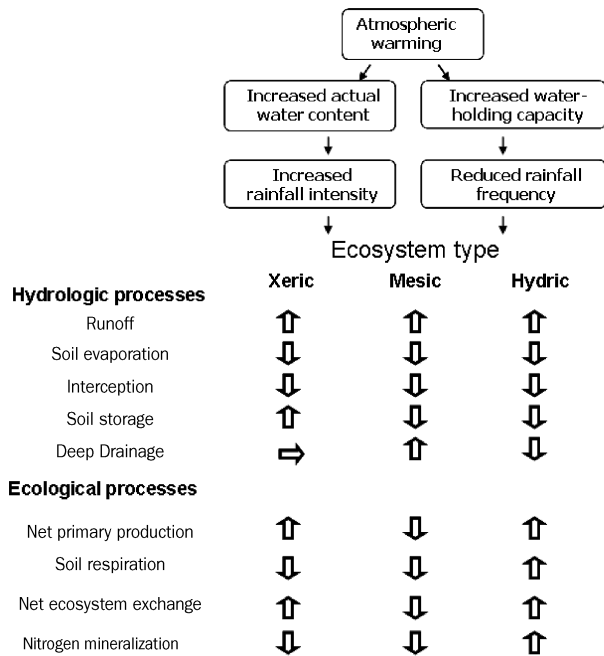 Atmospheric
warming
Increased actual
water content
Increased water-
holding capacity
Increased
rainfall intensity
Reduced rainfall
frequency
Ecosystem type
Xeric Mesic Hydric
Hydrologic processes
Runoff
Soil evaporation
Interception
Soil storage
Deep Drainage
Ecological processes
Net primary production
Soil respiration
Net ecosystem exchange
Nitrogen mineralization